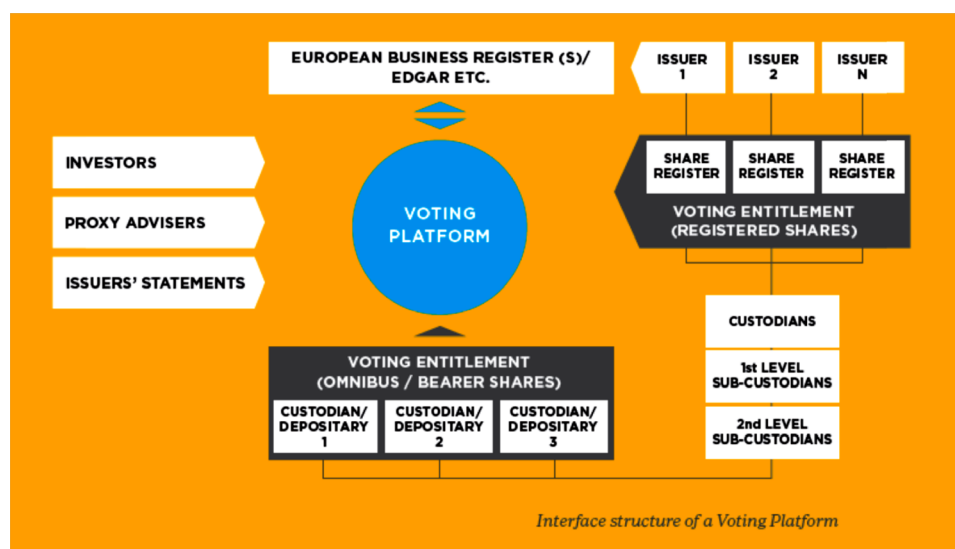 EUROPEAN BUSINESS REGISTER (S)/
EDGAR ETC.
ISSUER
1
ISSUER
2
ISSUER
N
INVESTORS
PROXY ADVISERS
ISSUERS’ STATEMENTS
VOTING
PLATFORM
SHARE
REGISTER
SHARE
REGISTER
SHARE
REGISTER
VOTING ENTITLEMENT
(REGISTERED SHARES)
CUSTODIANS
1st LEVEL
SUB-CUSTODIANS
2nd LEVEL
SUB-CUSTODIANS
VOTING ENTITLEMENT
(OMNIBUS / BEARER SHARES)
CUSTODIAN/
DEPOSITARY
1
CUSTODIAN/
DEPOSITARY
2
CUSTODIAN/
DEPOSITARY
3
Interface structure of a Voting Platform